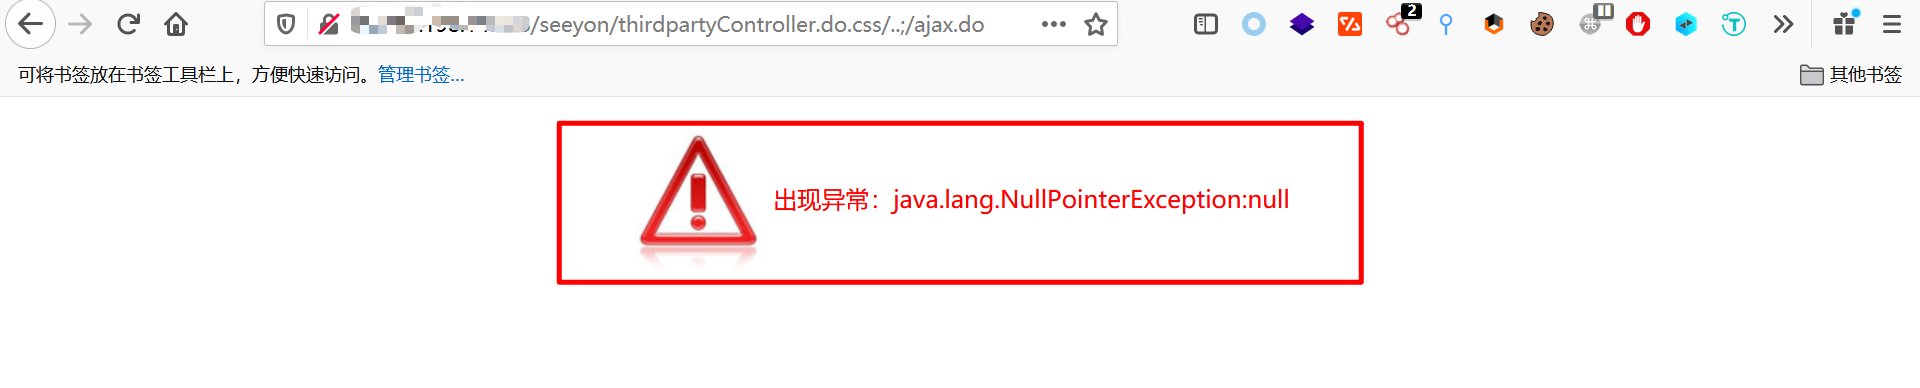 /seeyon/thirdpartyController.do.css/..;/ajax.do
2
可将书签放在书签工具栏上，方便快速访问。管理书签...
其他书签
出现异常：java.lang.NullPointerException:null